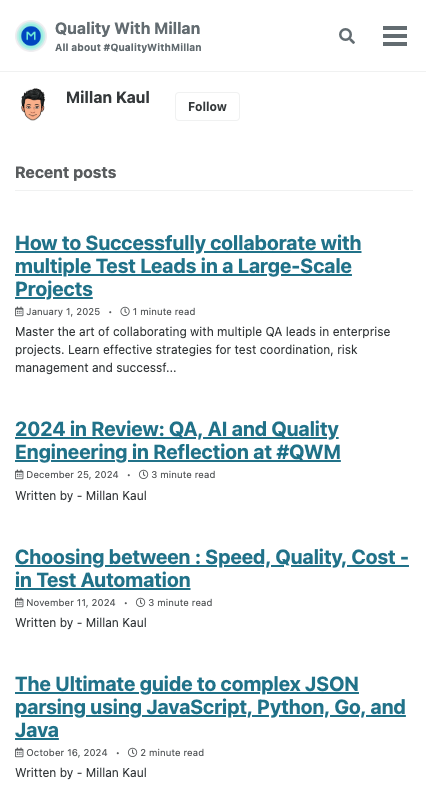 Quality With Millan
All about #QualityWithMillan
Millan Kaul
Follow
Recent posts
How to Successfully collaborate with
multiple Test Leads in a Large-Scale
Projects
January 1, 2025 • 1 minute read
Master the art of collaborating with multiple QA leads in enterprise
projects. Learn effective strategies for test coordination, risk
management and successf...
2024 in Review: QA, AI and Quality
Engineering in Reflection at #QWM
December 25, 2024 • 3 minute read
Written by - Millan Kaul
Choosing between : Speed, Quality, Cost -
in Test Automation
November 11, 2024 • 3 minute read
Written by - Millan Kaul
The Ultimate guide to complex JSON
parsing using JavaScript, Python, Go, and
Java
October 16, 2024 • 2 minute read
Written by - Millan Kaul